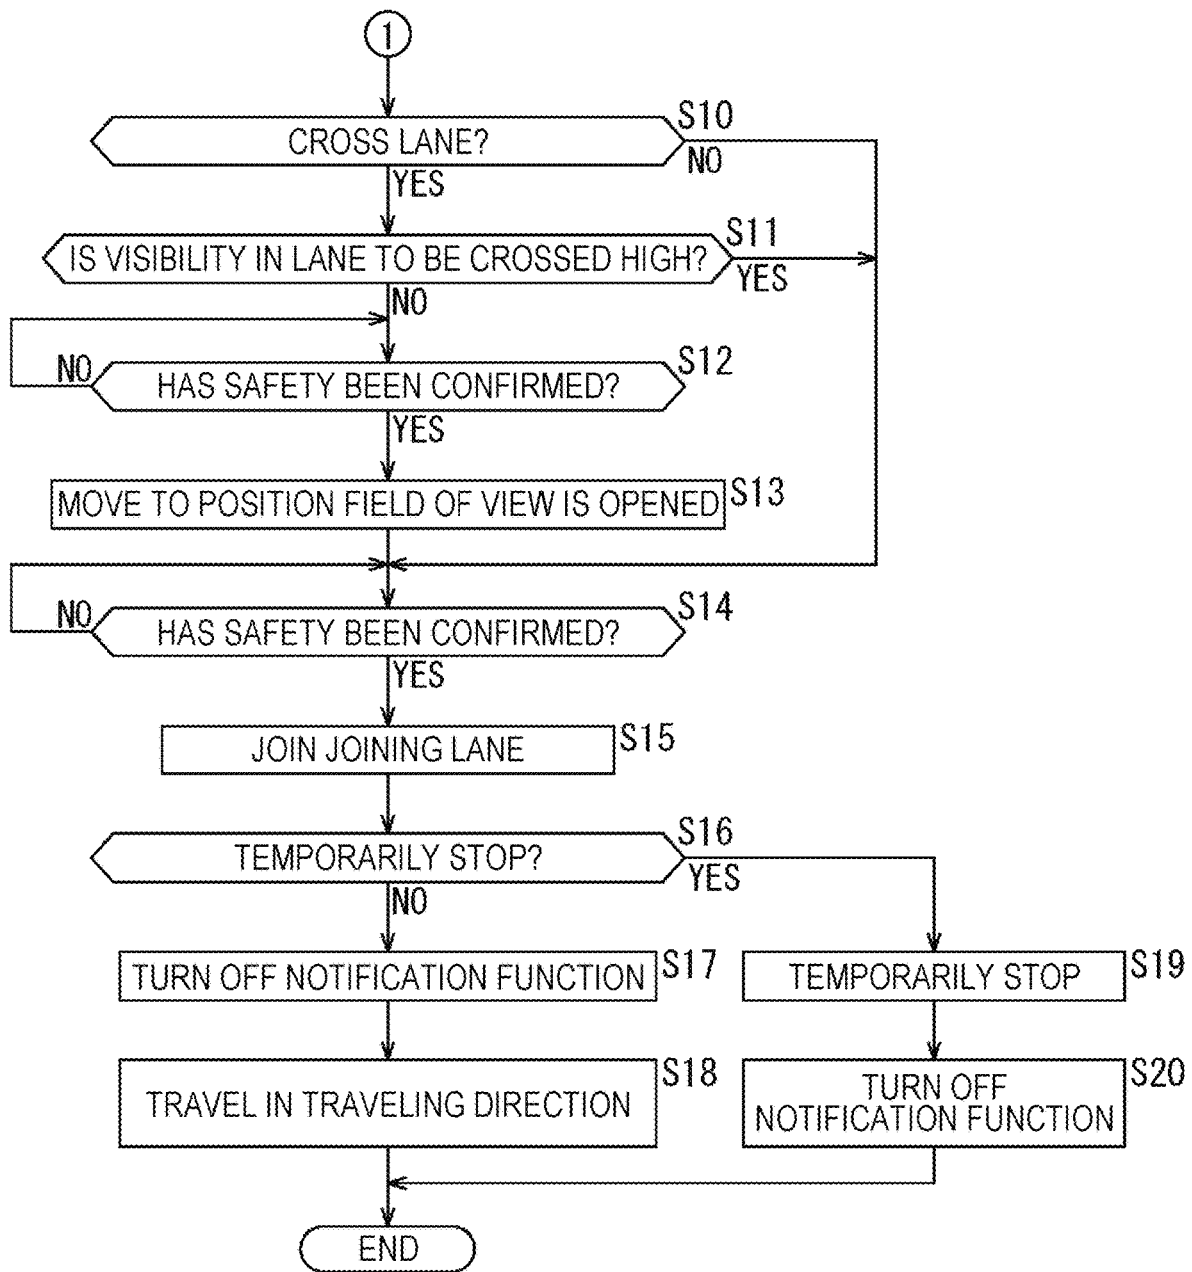 1
S10
CROSS LANE?
NO
YES
S11
IS VISIBILITY IN LANE TO BE CROSSED HIGH?
YES
NO
S12
NO
HAS SAFETY BEEN CONFIRMED?
YES
MOVE TO POSITION FIELD OF VIEW IS OPENED
S13
S14
NO
HAS SAFETY BEEN CONFIRMED?
YES
JOIN JOINING LANE
S15
S16
TEMPORARILY STOP?
YES
NO
TURN OFF NOTIFICATION FUNCTION
S17
TEMPORARILY STOP
S19
TRAVEL IN TRAVELING DIRECTION
S18
TURN OFF
NOTIFICATION FUNCTION
S20
END